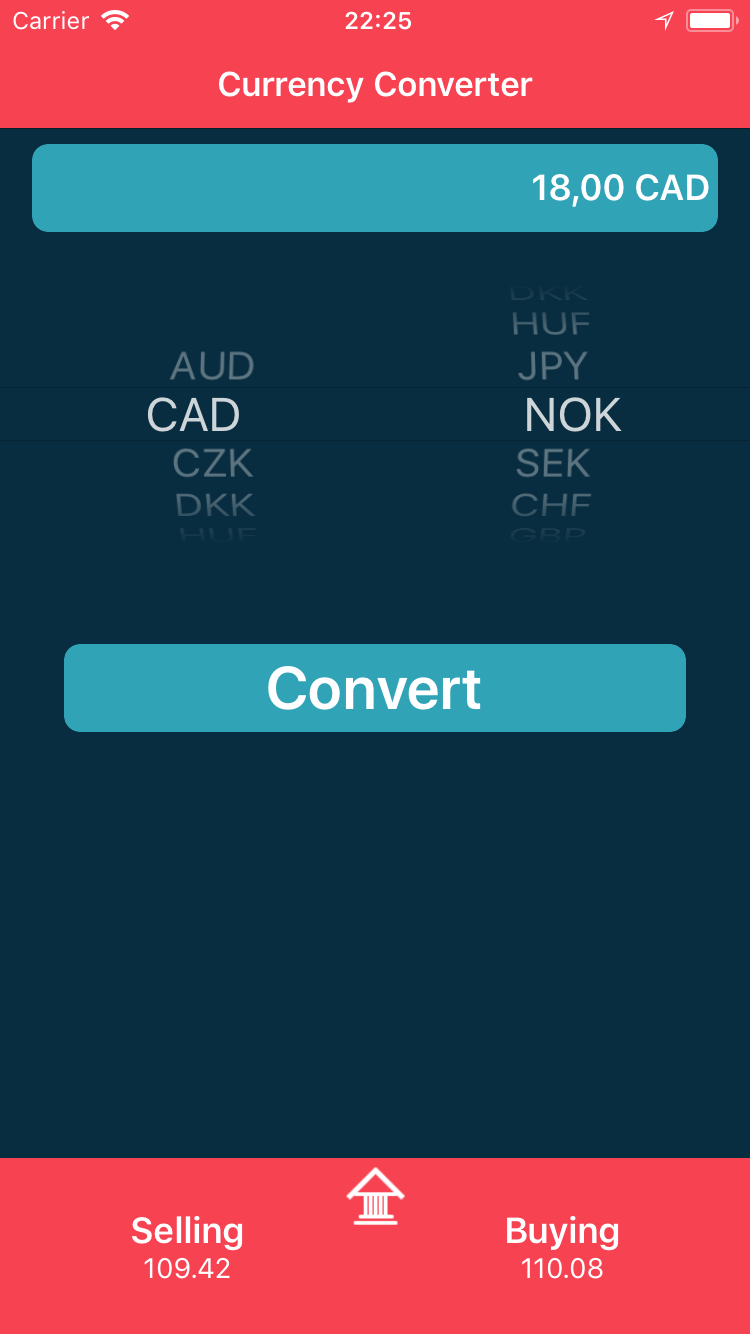 Carrier 22:25
Currency Converter
18,00 CAD
DKK
HUF
AUD JPY
CAD NOK
CZK SEK
DKK CHF
HUF GBP
Convert
Selling Buying
109.42 110.08